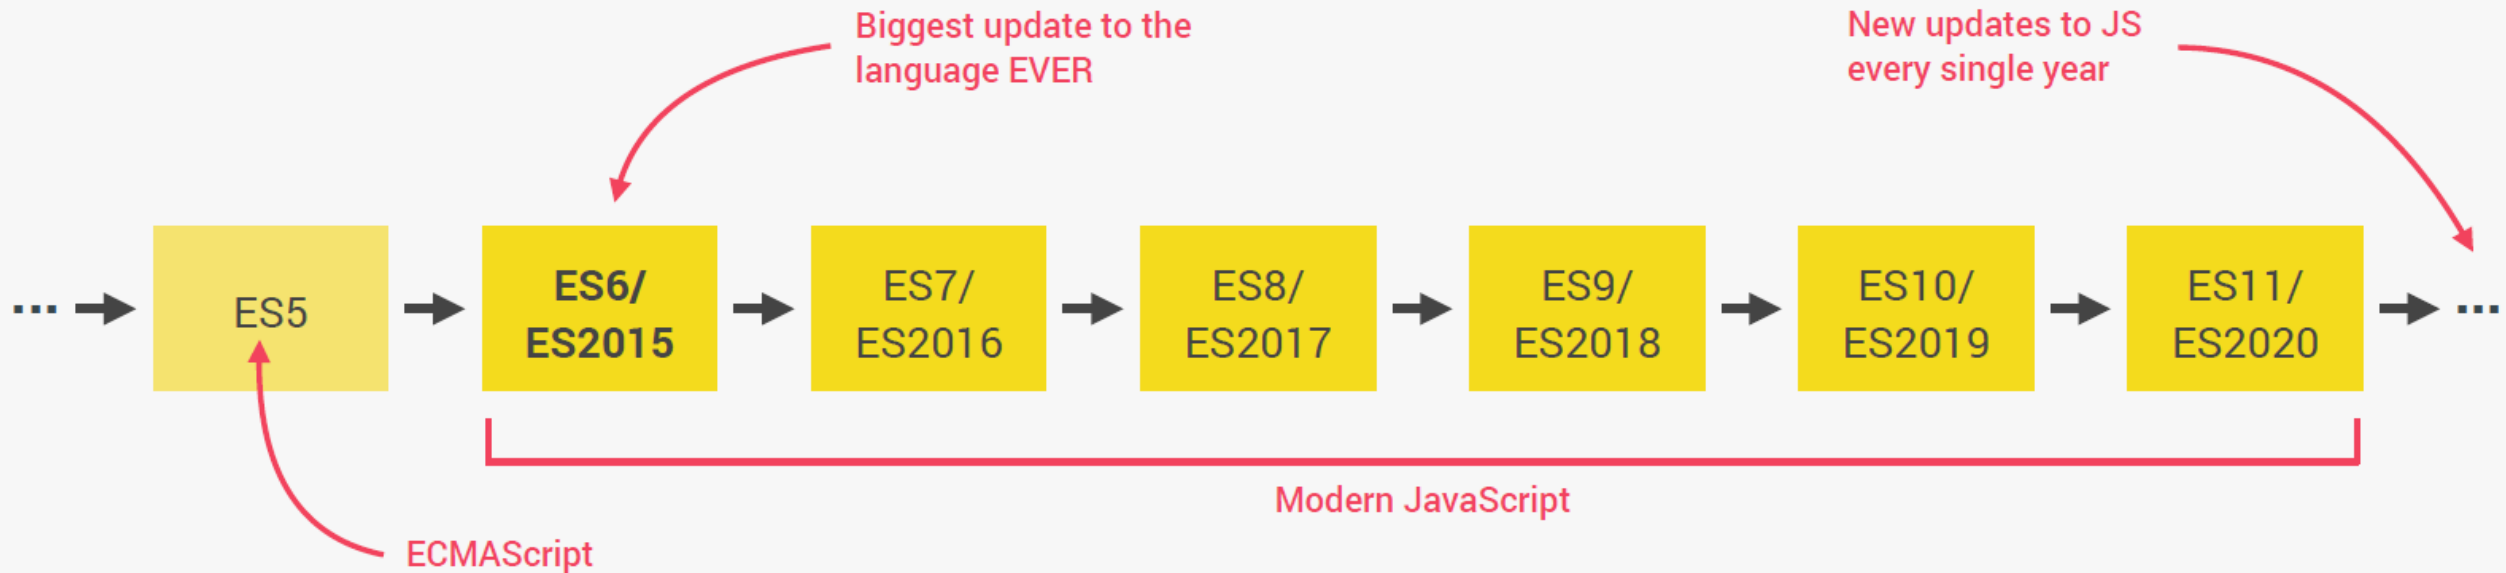 Biggest update to the
language EVER
New updates to JS
every single year
...
ES5
ES6/
ES2015
ES7/
ES2016
ES8/
ES2017
ES9/
ES2018
ES10/
ES2019
ES11/
ES2020
...
Modern JavaScript
ECMAScript